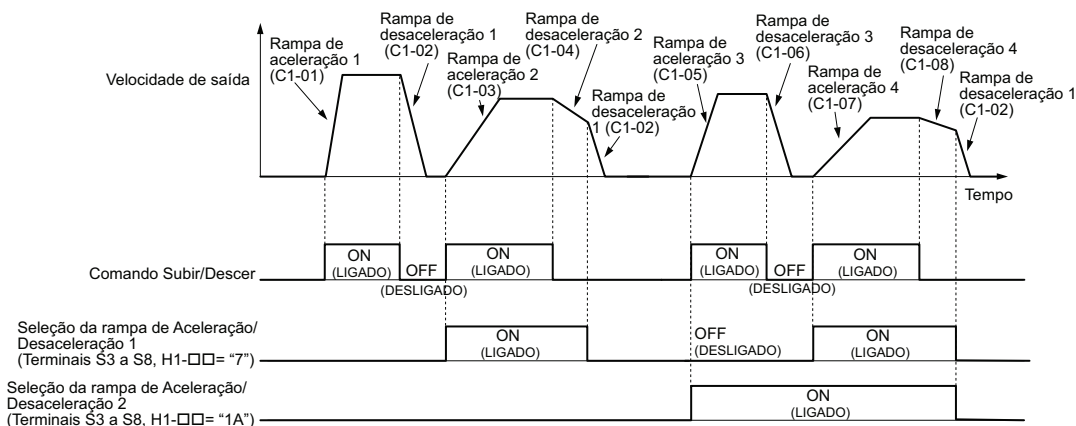 Rampa de
aceleração 1
(C1-01)
Rampa de
desaceleração 1
(C1-02)
Rampa de
aceleração 2
(C1-03)
Rampa de
desaceleração 2
(C1-04)
Rampa de
desaceleração
1 (C1-02)
Rampa de
aceleração 3
(C1-05)
Rampa de
desaceleração 3
(C1-06)
Rampa de
aceleração 4
(C1-07)
Rampa de
desaceleração 4
(C1-08)
Rampa de
desaceleração 1
(C1-02)
Velocidade de saída
Tempo
Comando Subir/Descer
ON
(LIGADO)
OFF
(DESLIGADO)
ON
(LIGADO)
ON
(LIGADO)
OFF
(DESLIGADO)
ON
(LIGADO)
Seleção da rampa de Aceleração/
Desaceleração 1
(Terminais S3 a S8, H1-□□= “7”)
ON
(LIGADO)
OFF
(DESLIGADO)
ON
(LIGADO)
Seleção da rampa de Aceleração/
Desaceleração 2
(Terminais S3 a S8, H1-□□= “1A”)
ON
(LIGADO)